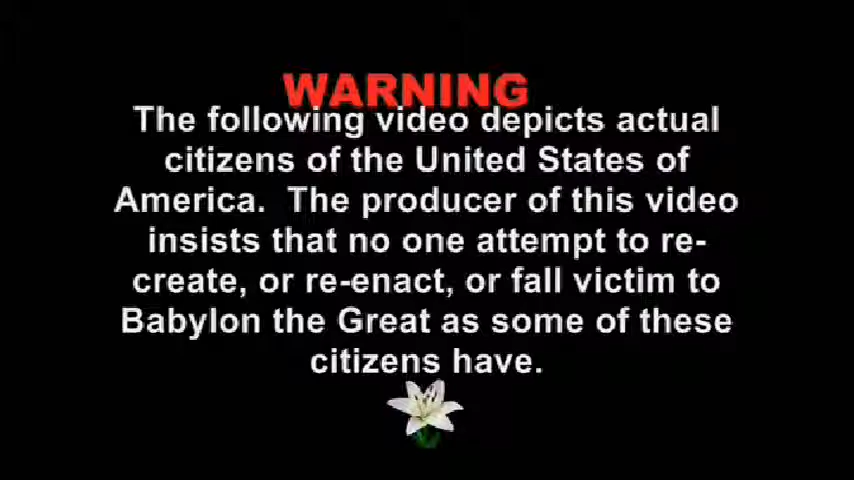 WARNING
The following video depicts actual
citizens of the United States of
America.  The producer of this video
insists that no one attempt to re-
create, or re-enact, or fall victim to
Babylon the Great as some of these
citizens have.